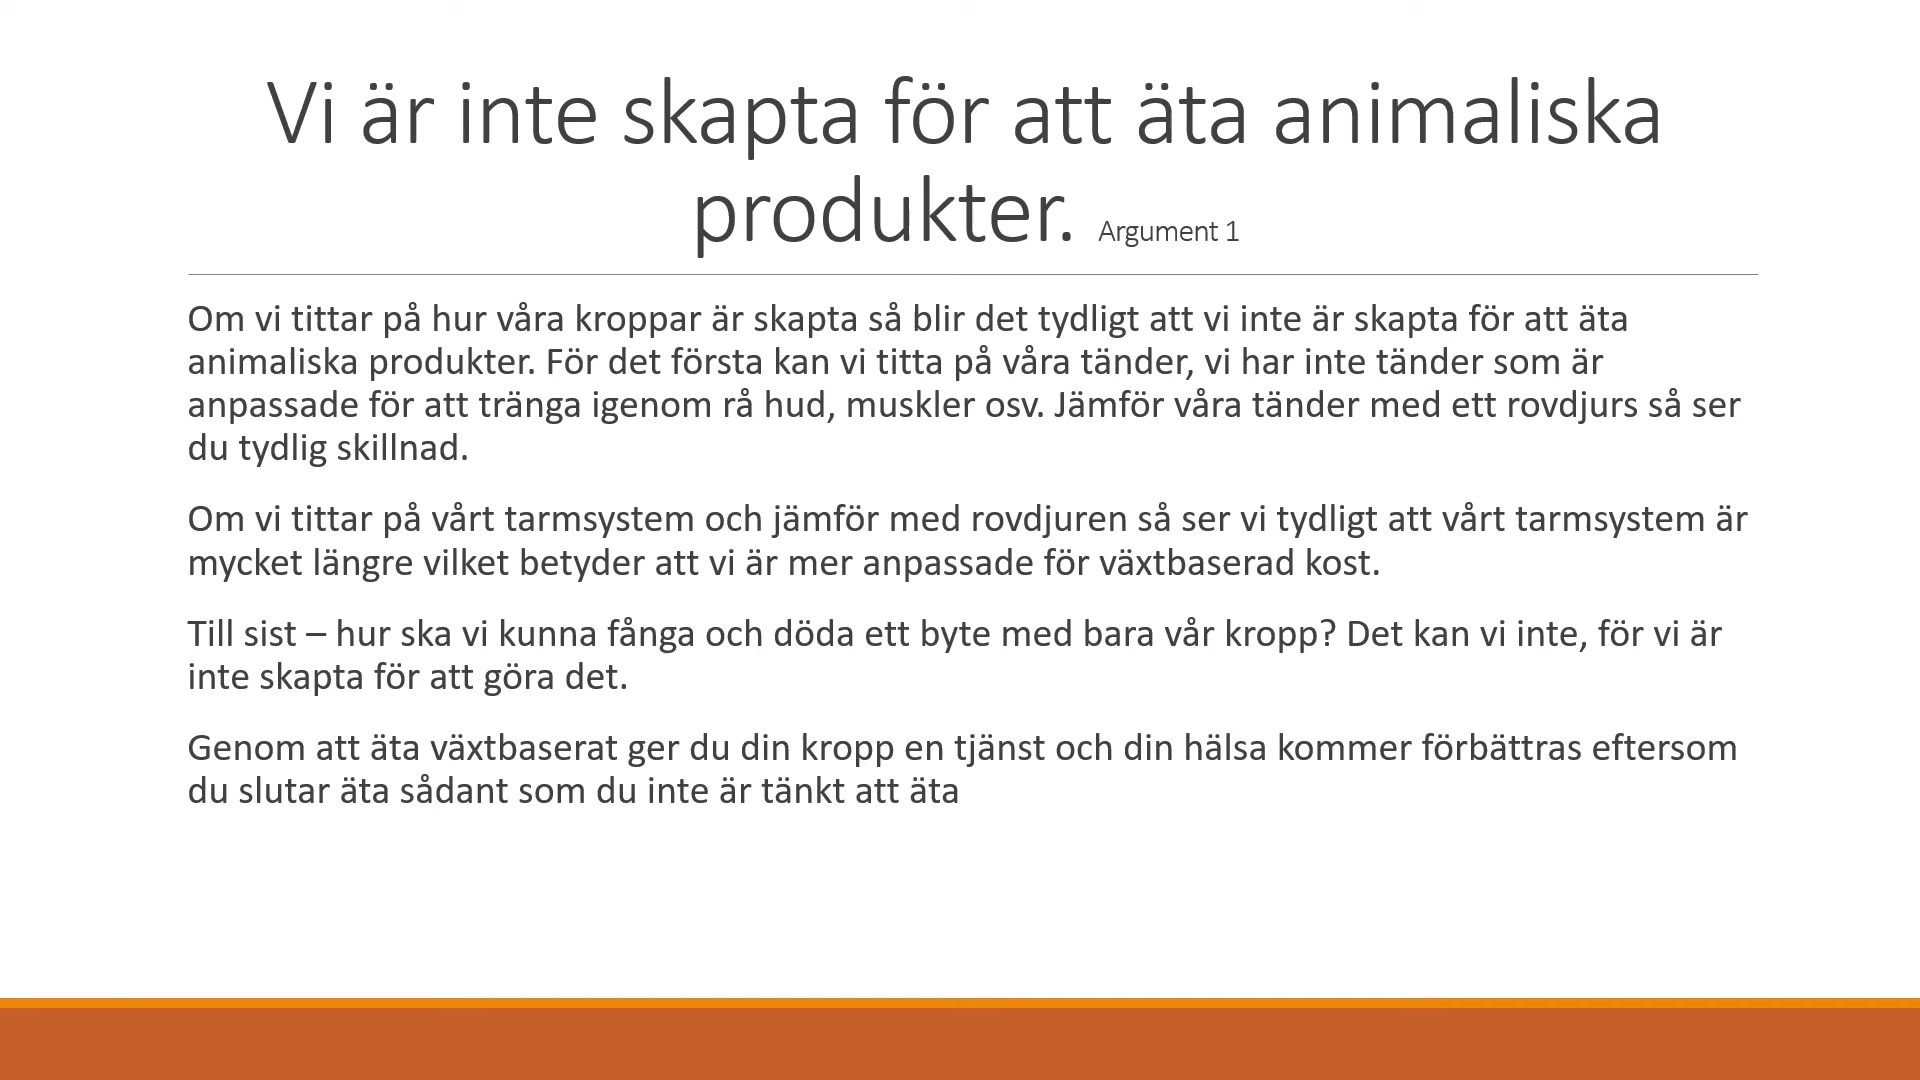 Vi är inte skapta för att äta animaliska
produkter. Argument 1
Om vi tittar på hur våra kroppar är skapta så blir det tydligt att vi inte är skapta för att äta
animaliska produkter. För det första kan vi titta på våra tänder, vi har inte tänder som är
anpassade för att tränga igenom rå hud, muskler osv. Jämför våra tänder med ett rovdjurs så ser
du tydlig skillnad.
Om vi tittar på vårt tarmsystem och jämför med rovdjuren så ser vi tydligt att vårt tarmsystem är
mycket längre vilket betyder att vi är mer anpassade för växtbaserad kost.
Till sist – hur ska vi kunna fånga och döda ett byte med bara vår kropp? Det kan vi inte, för vi är
inte skapta för att göra det.
Genom att äta växtbaserat ger du din kropp en tjänst och din hälsa kommer förbättras eftersom
du slutar äta sådant som du inte är tänkt att äta